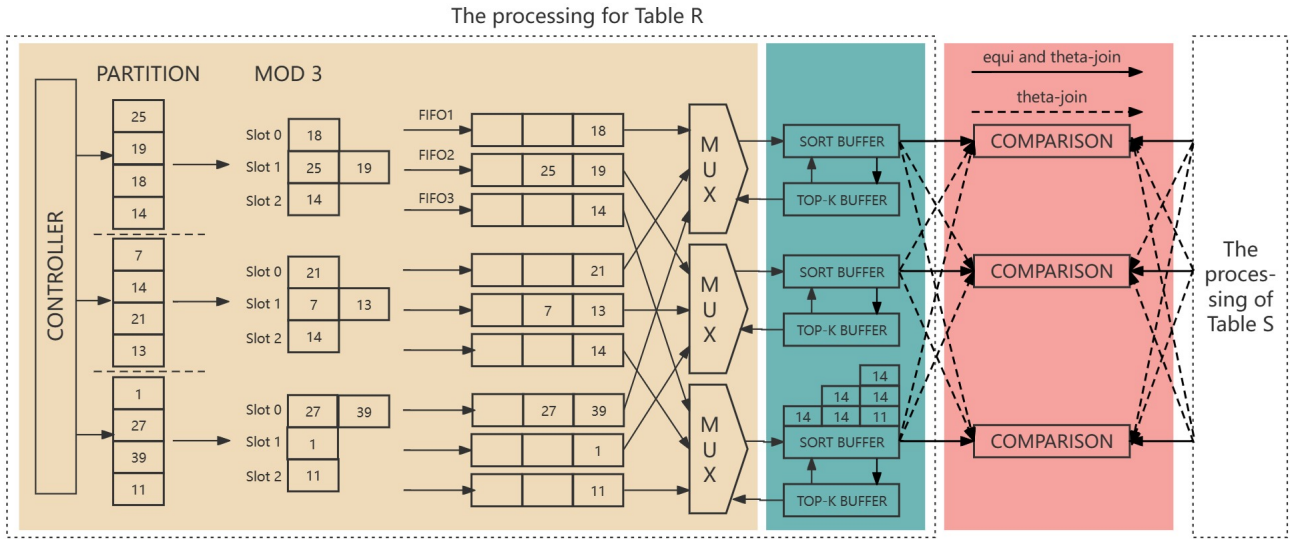 The processing for Table R
CONTROLLER
PARTITION
25
19
18
14
7
14
21
13
1
27
39
11
MOD 3
Slot 0
18
Slot 1
25 19
Slot 2
14
Slot 0
21
Slot 1
7 13
Slot 2
14
Slot 0
27 39
Slot 1
1
Slot 2
11
FIFO1
18
FIFO2
25 19
FIFO3
14
21
7 13
14
27 39
1
11
MUX
MUX
MUX
SORT BUFFER
TOP-K BUFFER
SORT BUFFER
TOP-K BUFFER
14
14 14
14 14 11
SORT BUFFER
TOP-K BUFFER
equi and theta-join
theta-join
COMPARISON
COMPARISON
COMPARISON
The
proces-
sing of
Table S